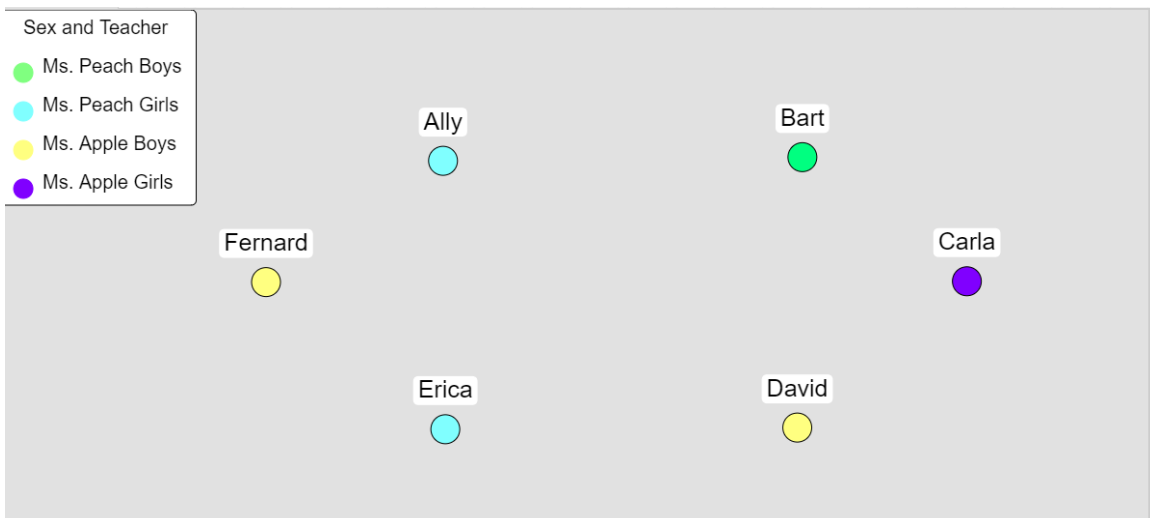 Sex and Teacher
Ms. Peach Boys
Ms. Peach Girls
Ms. Apple Boys
Ms. Apple Girls
Ally
Bart
Fernard
Carla
Erica
David